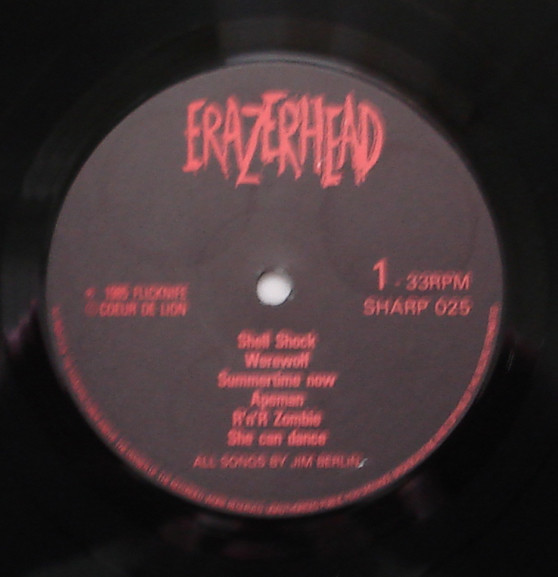 ERAZERHEAD
1 - 33RPM
SHARP 025
℗ 1985 FLICKNIFE
© COEUR DE LION
Shell Shock
Werewolf
Summertime now
Apeman
R'n'R Zombie
She can dance
ALL SONGS BY JIM BERLIN